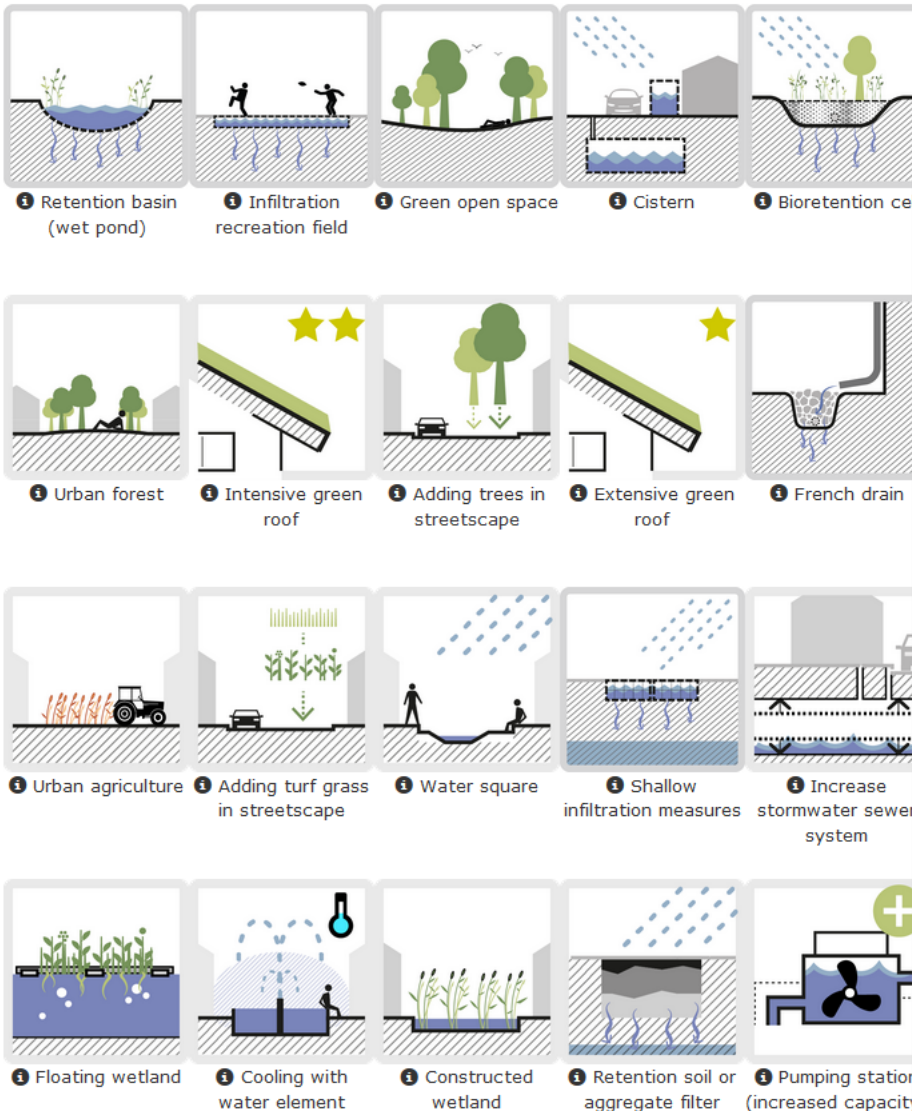 Retention basin
(wet pond)
Infiltration
recreation field
Green open space
Cistern
Bioretention ce
Urban forest
Intensive green
roof
Adding trees in
streetscape
Extensive green
roof
French drain
Urban agriculture
Adding turf grass
in streetscape
Water square
Shallow
infiltration measures
Increase
stormwater sewer
system
Floating wetland
Cooling with
water element
Constructed
wetland
Retention soil or
aggregate filter
Pumping station
(increased capacity